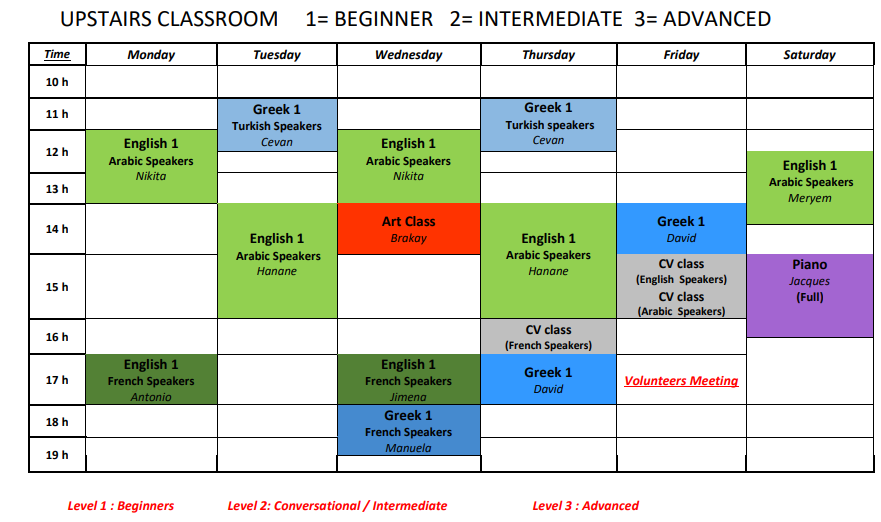 UPSTAIRS CLASSROOM 1= BEGINNER 2= INTERMEDIATE 3= ADVANCED
Time Monday Tuesday Wednesday Thursday Friday Saturday
10 h
11 h
Greek 1
Turkish Speakers
Cevan
Greek 1
Turkish speakers
Cevan
12 h
English 1
Arabic Speakers
Nikita
English 1
Arabic Speakers
Nikita
English 1
Arabic Speakers
Meryem
13 h
14 h
English 1
Arabic Speakers
Hanane
Art Class
Brakay
English 1
Arabic Speakers
Hanane
Greek 1
David
15 h
CV class
(English Speakers)
CV class
(Arabic Speakers)
Piano
Jacques
(Full)
16 h
CV class
(French Speakers)
17 h
English 1
French Speakers
Antonio
English 1
French Speakers
Jimena
Greek 1
David
Volunteers Meeting
18 h
Greek 1
French Speakers
Manuela
19 h
Level 1 : Beginners Level 2: Conversational / Intermediate Level 3 : Advanced